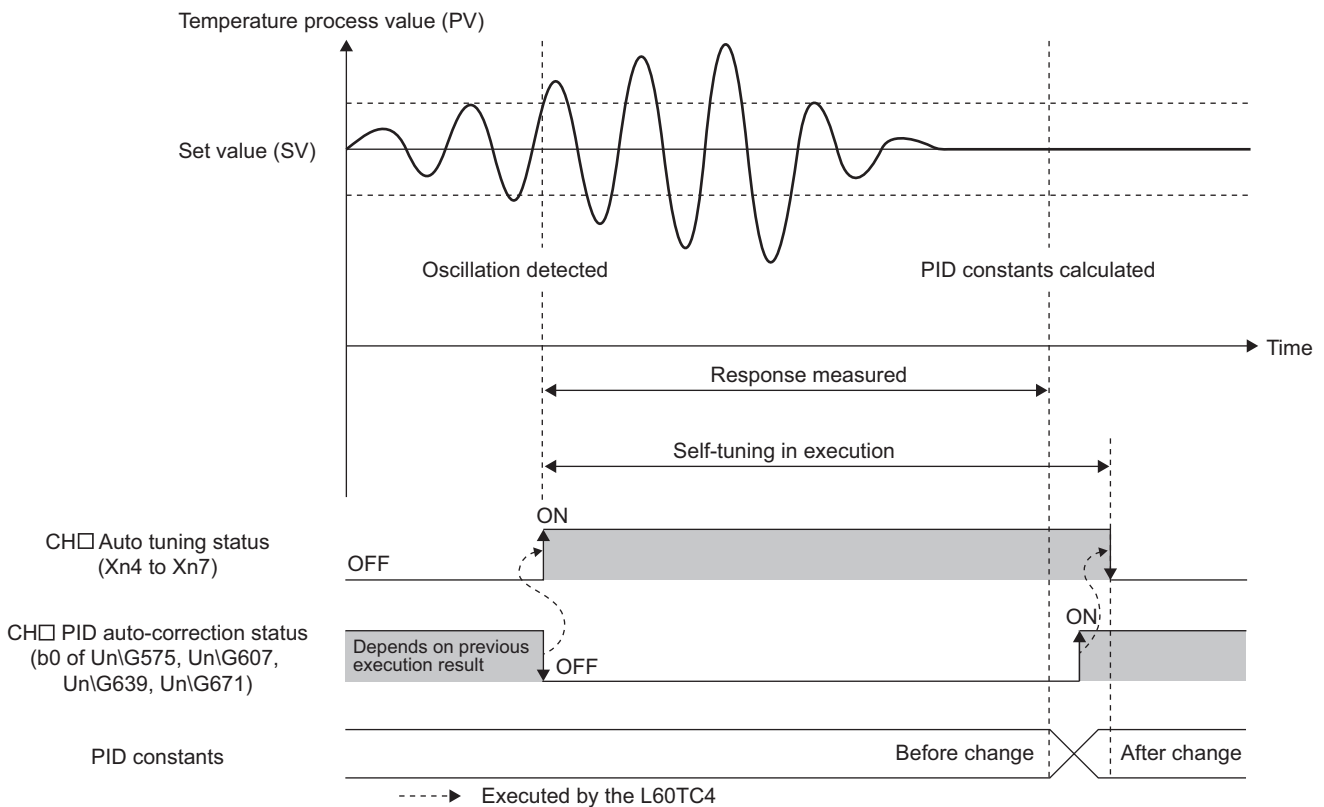 Temperature process value (PV)
Set value (SV)
Oscillation detected
PID constants calculated
Time
Response measured
Self-tuning in execution
ON
CH□ Auto tuning status
(Xn4 to Xn7)
OFF
CH□ PID auto-correction status
(b0 of Un\G575, Un\G607,
Un\G639, Un\G671)
Depends on previous
execution result
OFF
ON
PID constants
Before change
After change
Executed by the L60TC4